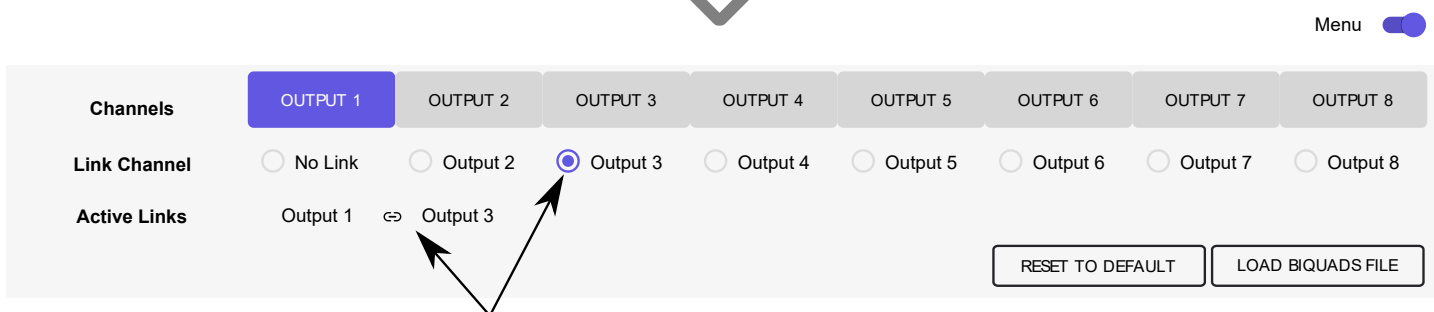 Menu
Channels OUTPUT 1 OUTPUT 2 OUTPUT 3 OUTPUT 4 OUTPUT 5 OUTPUT 6 OUTPUT 7 OUTPUT 8
Link Channel No Link Output 2 Output 3 Output 4 Output 5 Output 6 Output 7 Output 8
Active Links Output 1 Output 3
RESET TO DEFAULT LOAD BIQUADS FILE